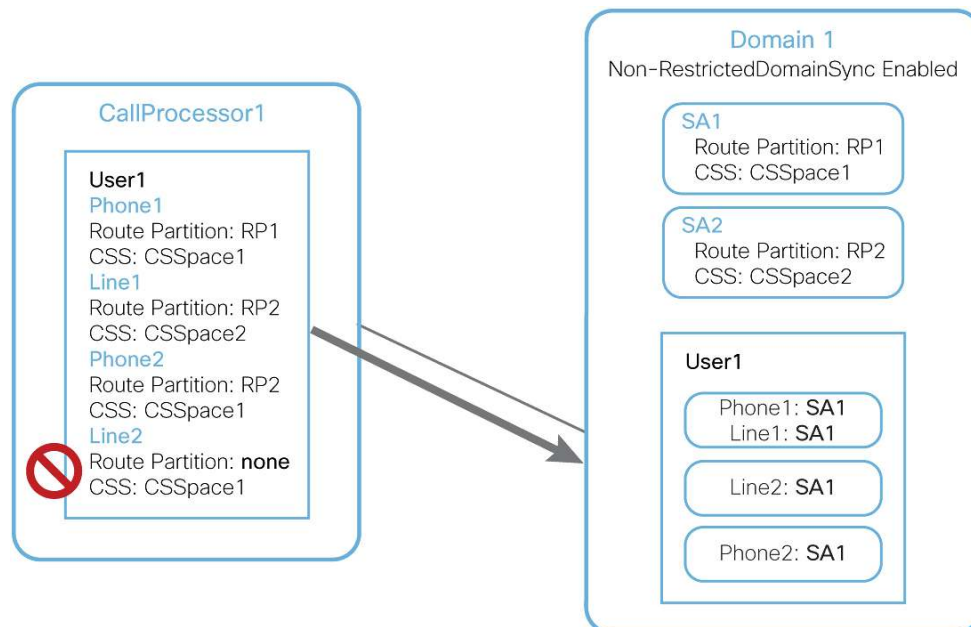 CallProcessor1
User1
Phone1
Route Partition: RP1
CSS: CSSpace1
Line1
Route Partition: RP2
CSS: CSSpace2
Phone2
Route Partition: RP2
CSS: CSSpace1
Line2
Route Partition: none
CSS: CSSpace1
Domain 1
Non-RestrictedDomainSync Enabled
SA1
Route Partition: RP1
CSS: CSSpace1
SA2
Route Partition: RP2
CSS: CSSpace2
User1
Phone1: SA1
Line1: SA1
Line2: SA1
Phone2: SA1